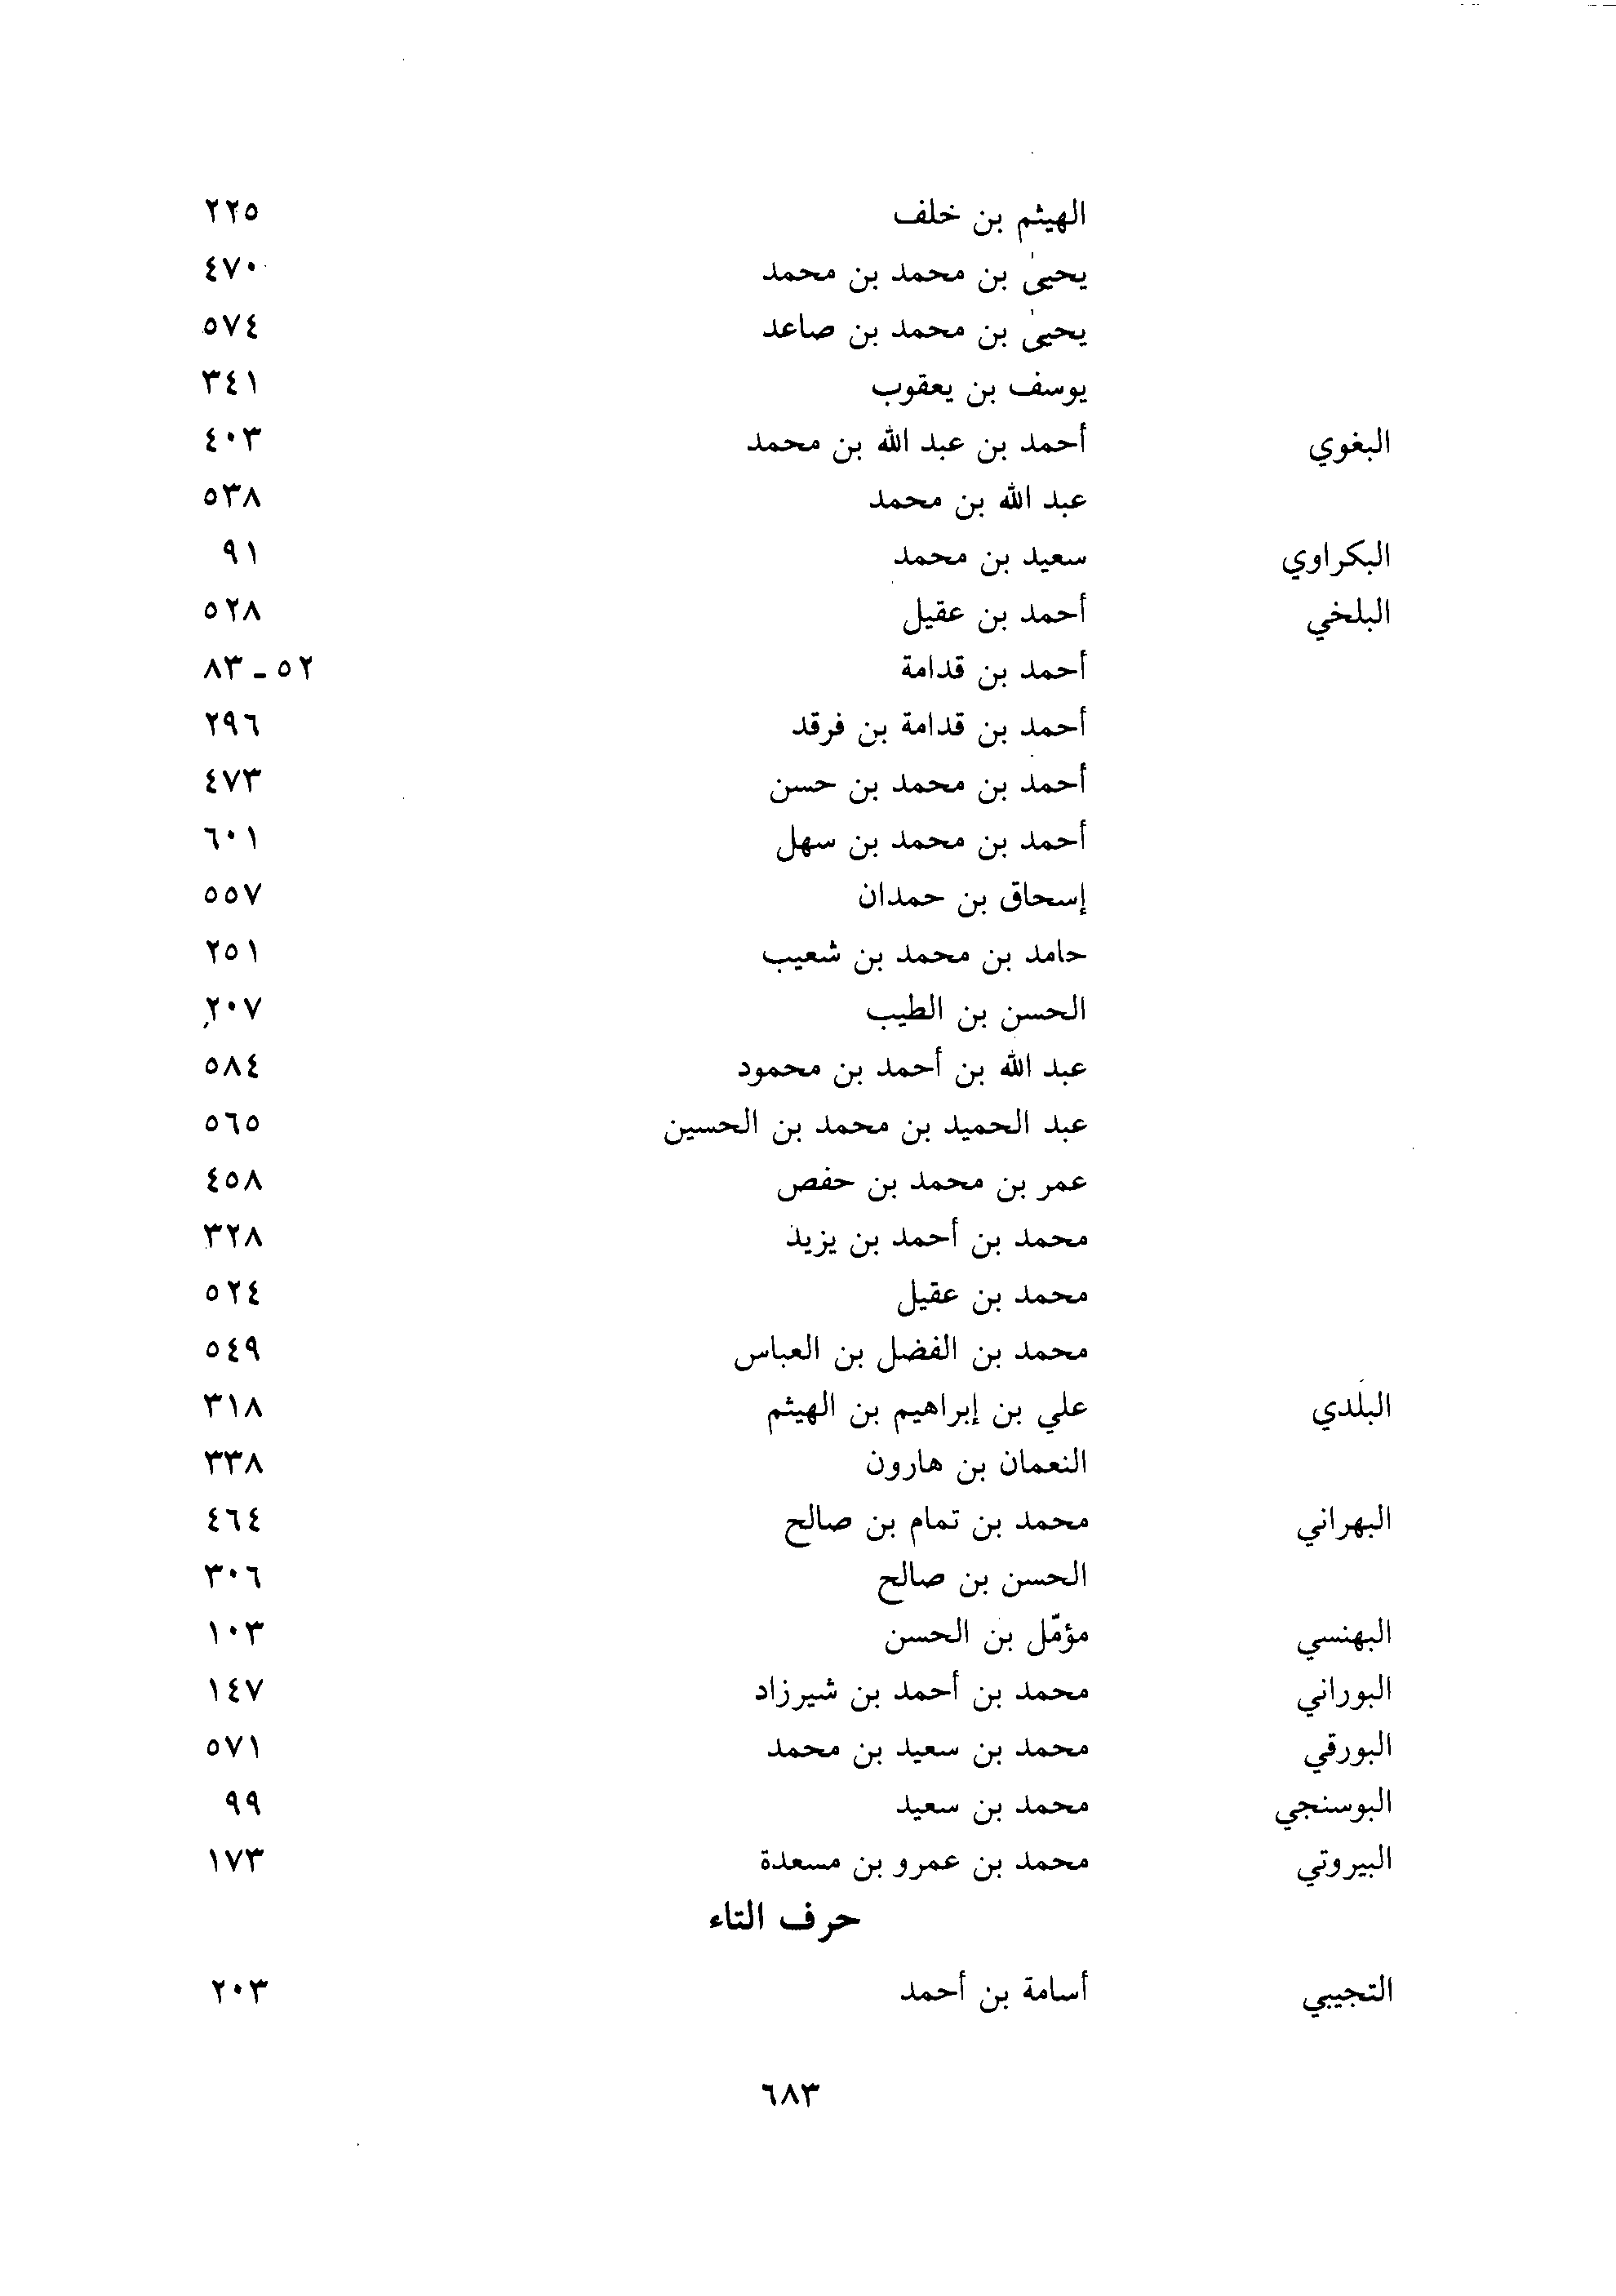 الهيثم بن خلف ٢٢٥
يحيىٰ بن محمد بن محمد ٤٧٠
يحيىٰ بن محمد بن صاعد ٥٧٤
يوسف بن يعقوب ٣٤١
البغوي أحمد بن عبد الله بن محمد ٤٠٣
عبد الله بن محمد ٥٣٨
البكراوي سعيد بن محمد ٩١
البلخي أحمد بن عقيل ٥٢٨
أحمد بن قدامة ٥٢ - ٨٣
أحمد بن قدامة بن فرقد ٢٩٦
أحمد بن محمد بن حسن ٤٧٣
أحمد بن محمد بن سهل ٦٠١
إسحاق بن حمدان ٥٥٧
حامد بن محمد بن شعيب ٢٥١
الحسن بن الطيب ٢٠٧
عبد الله بن أحمد بن محمود ٥٨٤
عبد الحميد بن محمد بن الحسين ٥٦٥
عمر بن محمد بن حفص ٤٥٨
محمد بن أحمد بن يزيد ٣٢٨
محمد بن عقيل ٥٢٤
محمد بن الفضل بن العباس ٥٤٩
البلدي علي بن إبراهيم بن الهيثم ٣١٨
النعمان بن هارون ٣٣٨
البهراني محمد بن تمام بن صالح ٤٦٤
الحسن بن صالح ٣٠٦
البهنسي مؤمّل بن الحسن ١٠٣
البوراني محمد بن أحمد بن شيرزاد ١٤٧
البورقي محمد بن سعيد بن محمد ٥٧١
البوسنجي محمد بن سعيد ٩٩
البيروتي محمد بن عمرو بن مسعدة ١٧٣
حرف التاء
التجيبي أسامة بن أحمد ٢٠٣
٦٨٣